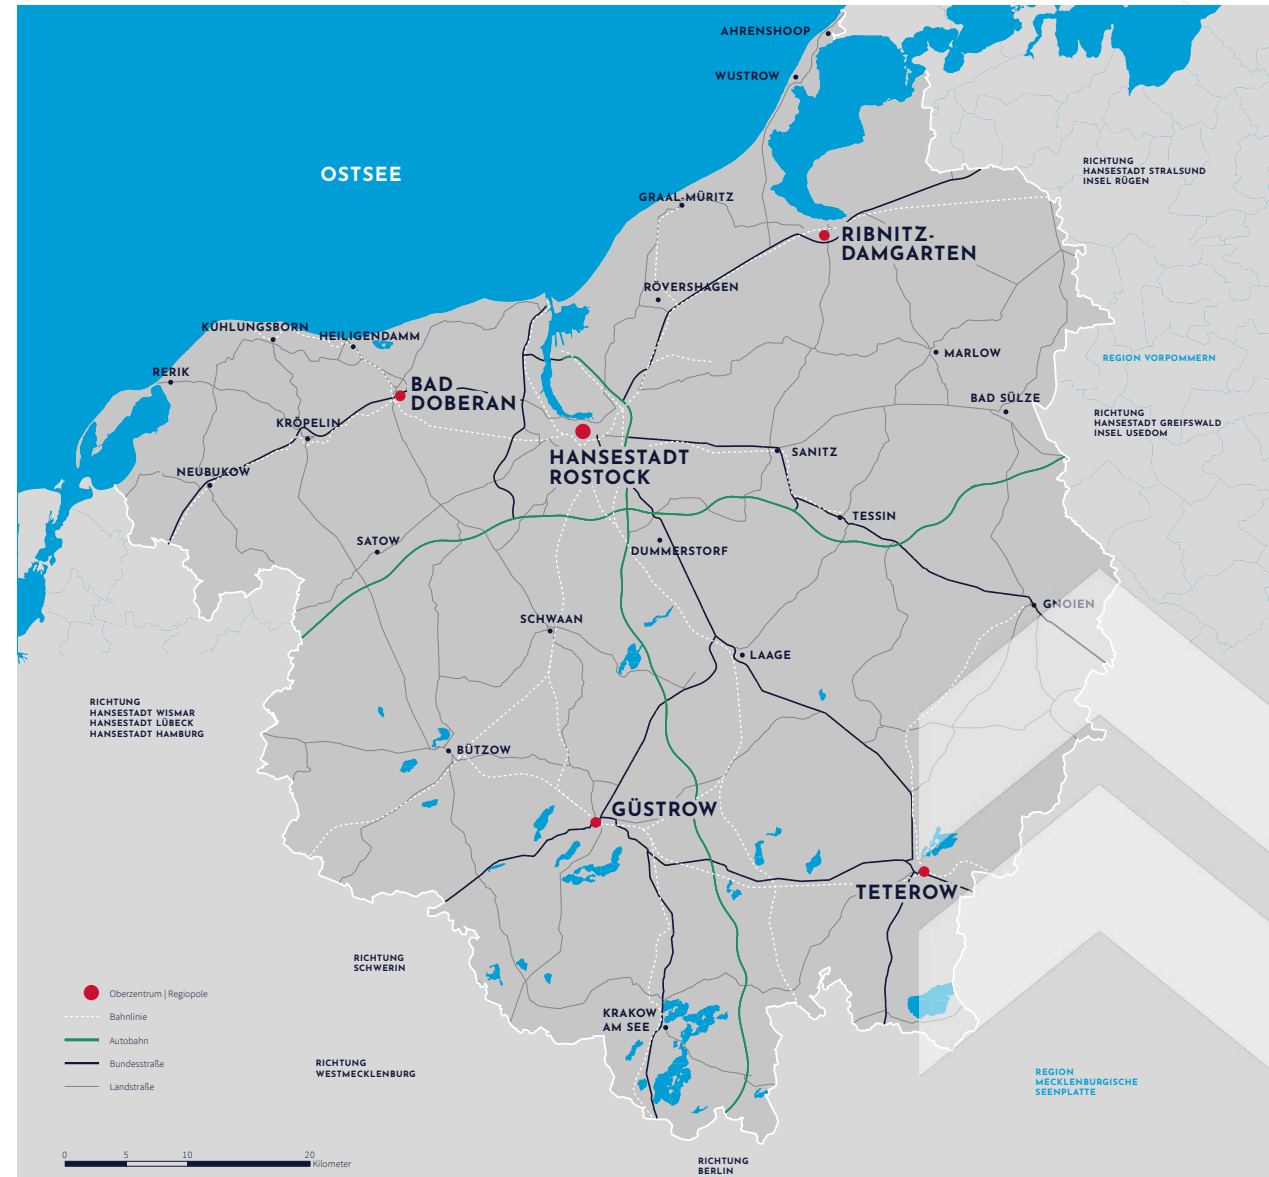 AHRENSHOOP
WUSTROW
OSTSEE
RICHTUNG
HANSESTADT STRALSUND
INSEL RÜGEN
GRAAL-MÜRITZ
RIBNITZ-
DAMGARTEN
RÖVERSHAGEN
KÜHLUNGSBORN
HEILIGENDAMM
MARLOW
REGION VORPOMMERN
RERIK
BAD
DOBERAN
BAD SÜLZE
RICHTUNG
HANSESTADT GREIFSWALD
INSEL USEDOM
KRÖPELIN
HANSESTADT
ROSTOCK
SANITZ
NEUBUKOW
TESSIN
SATOW
DUMMERSTORF
GNOIEN
SCHWAAN
LAAGE
RICHTUNG
HANSESTADT WISMAR
HANSESTADT LÜBECK
HANSESTADT HAMBURG
BÜTZOW
GÜSTROW
TETEROW
RICHTUNG
SCHWERIN
KRAKOW
AM SEE
Oberzentrum | Regiopole
Bahnlinie
Autobahn
Bundesstraße
Landstraße
RICHTUNG
WESTMECKLENBURG
REGION
MECKLENBURGISCHE
SEENPLATTE
0 5 10 20
Kilometer
RICHTUNG
BERLIN